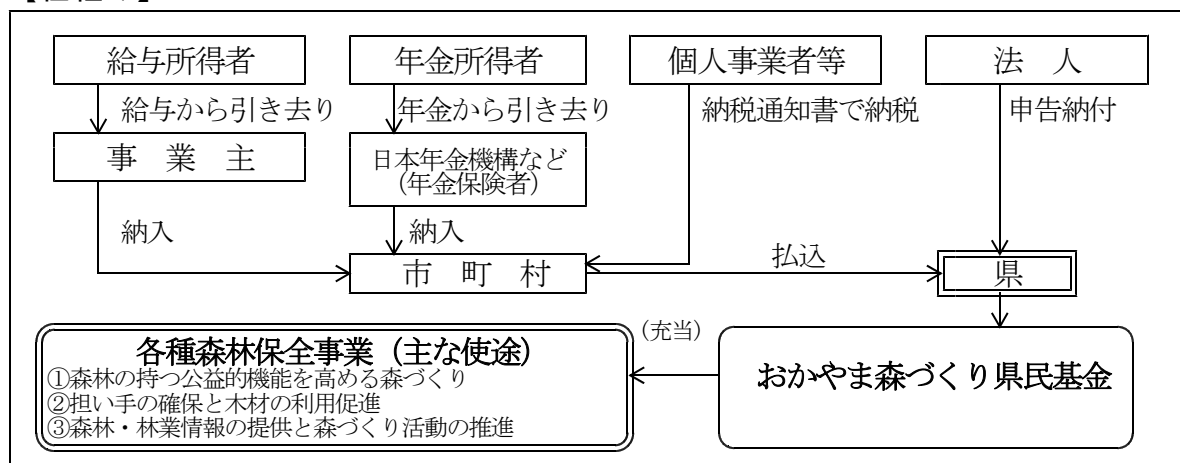 給与所得者
年金所得者
個人事業者等
法　人
給与から引き去り
年金から引き去り
納税通知書で納税
申告納付
事　業　主
日本年金機構など
(年金保険者)
納入
納入
市　町　村
払込
県
(充当)
各種森林保全事業（主な使途）
①森林の持つ公益的機能を高める森づくり
②担い手の確保と木材の利用促進
③森林・林業情報の提供と森づくり活動の推進
おかやま森づくり県民基金